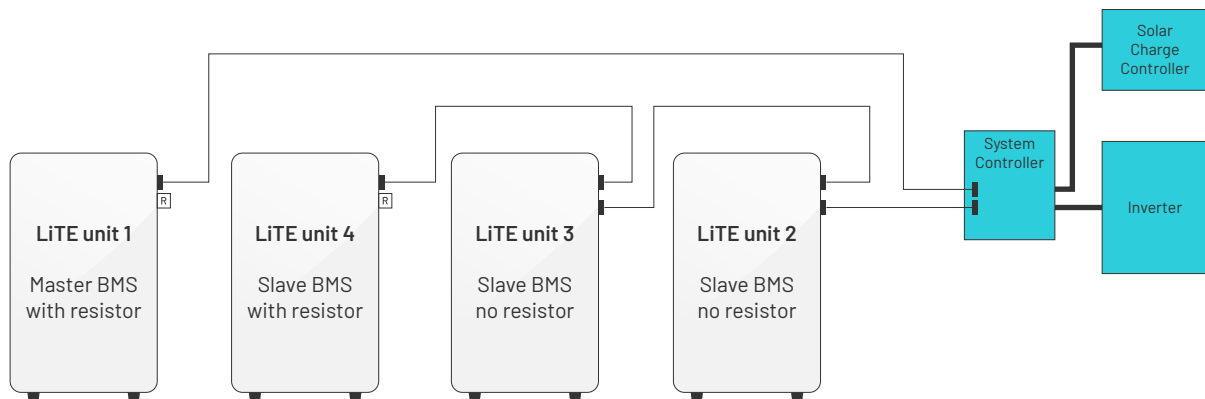 Solar
Charge
Controller
System
Controller
Inverter
R
R
LiTE unit 1
Master BMS
with resistor
LiTE unit 4
Slave BMS
with resistor
LiTE unit 3
Slave BMS
no resistor
LiTE unit 2
Slave BMS
no resistor